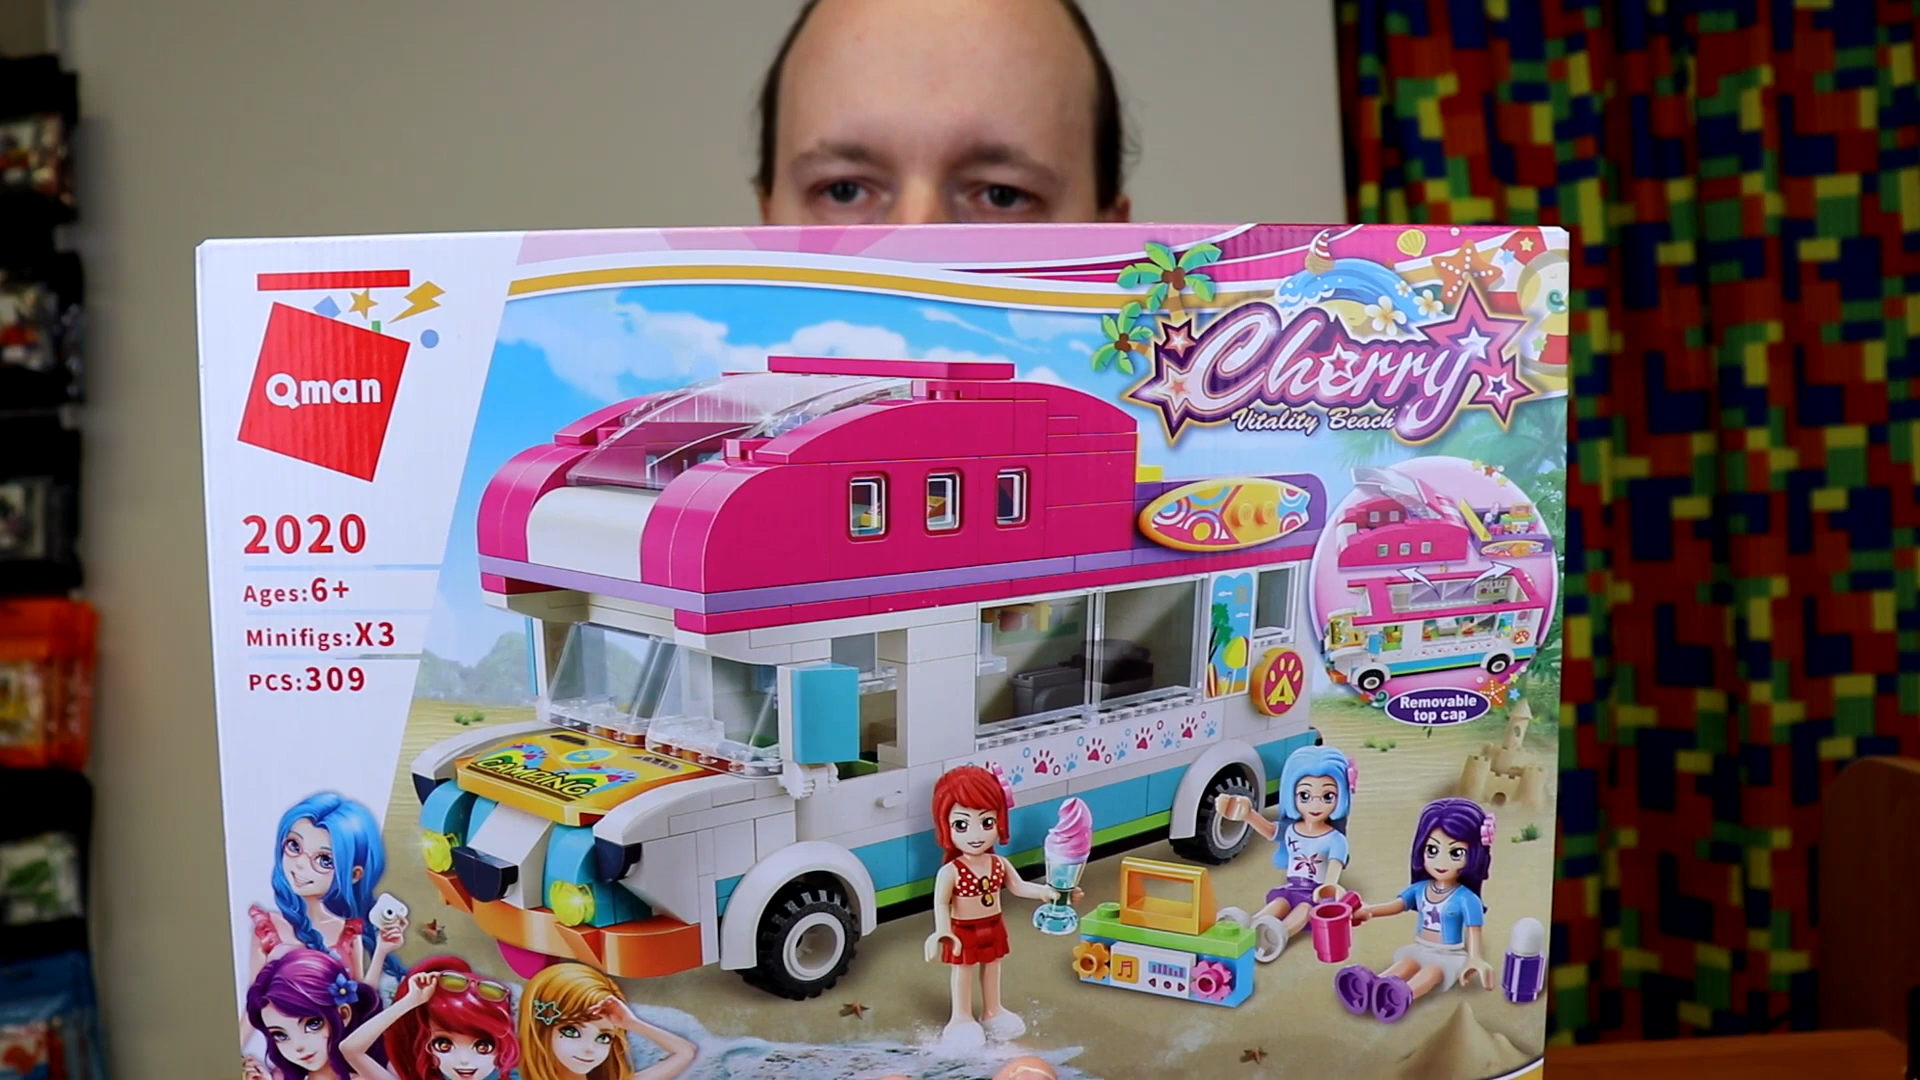 Qman
2020
Ages:6+
Minifigs:X3
PCS:309
Cherry
Vitality Beach
Removable
top cap
CAMPING
A